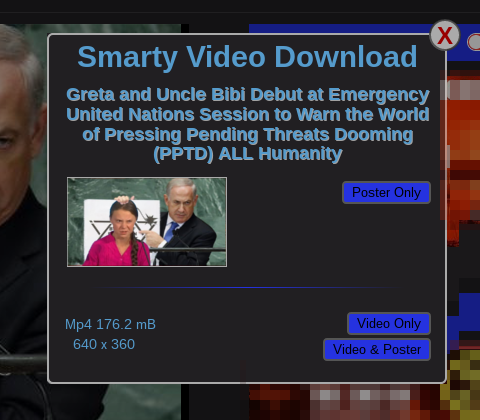 X
Smarty Video Download
Greta and Uncle Bibi Debut at Emergency
United Nations Session to Warn the World
of Pressing Pending Threats Dooming
(PPTD) ALL Humanity
Poster Only
Mp4 176.2 mB
640 x 360
Video Only
Video & Poster